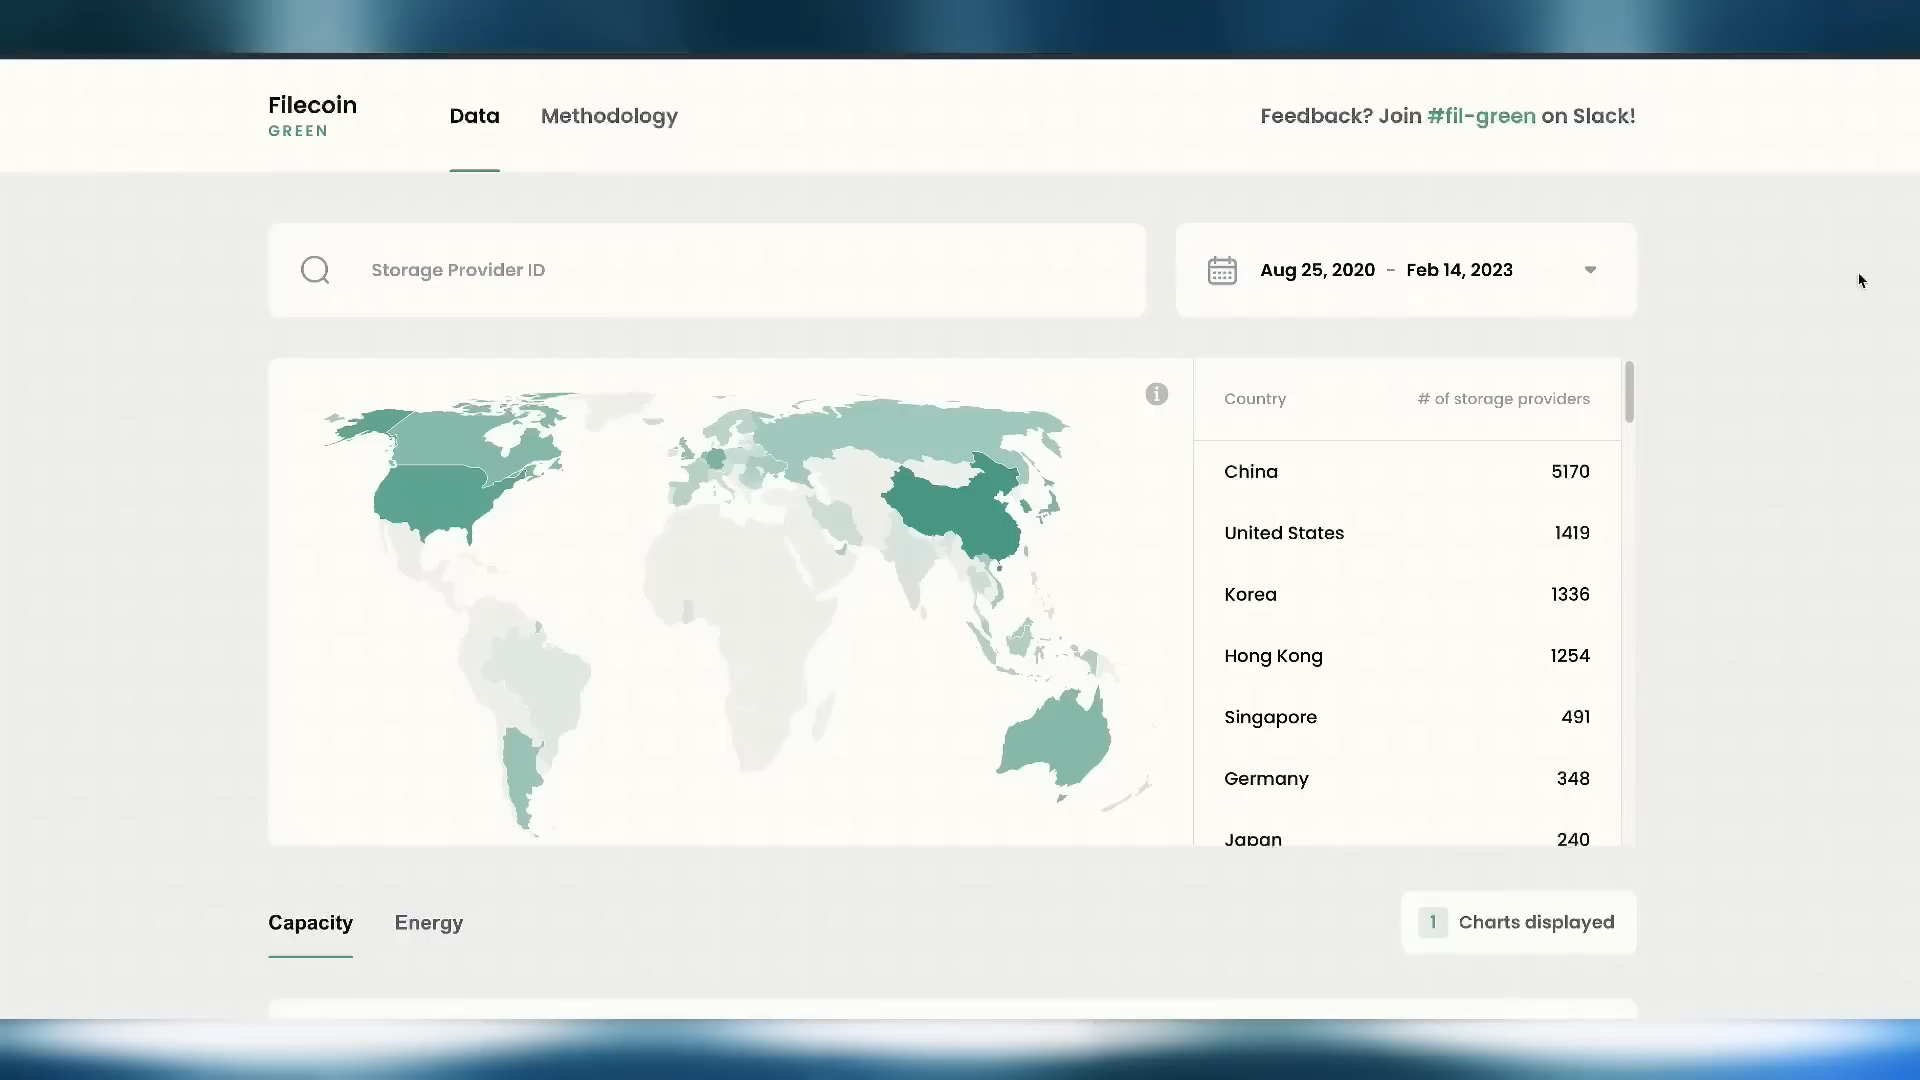 Filecoin
GREEN
Data
Methodology
Feedback? Join #fil-green on Slack!
Storage Provider ID
Aug 25, 2020 - Feb 14, 2023
Country # of storage providers
China 5170
United States 1419
Korea 1336
Hong Kong 1254
Singapore 491
Germany 348
Japan 240
Capacity
Energy
1 Charts displayed